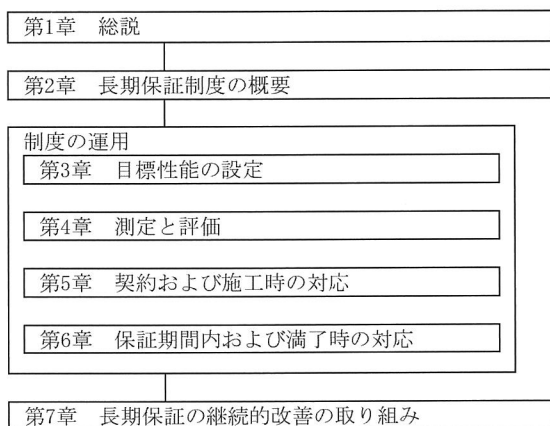 第1章 総説
第2章 長期保証制度の概要
制度の運用
第3章 目標性能の設定
第4章 測定と評価
第5章 契約および施工時の対応
第6章 保証期間内および満了時の対応
第7章 長期保証の継続的改善の取り組み